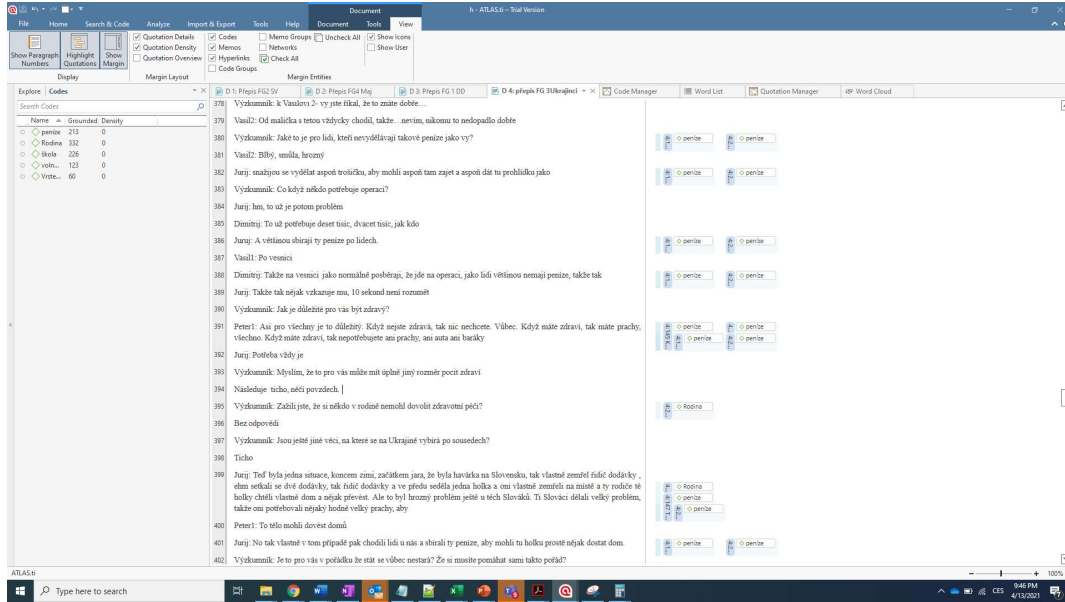 Document
h - ATLAS.ti – Trial Version
File Home Search & Code Analyze Import & Export Tools Help Document Tools View
Show Paragraph Numbers
Highlight Quotations
Show Margin
Display
Quotation Details
Quotation Density
Quotation Overview
Margin Layout
Codes Memo Groups Uncheck All Show Icons
Memos Networks Show User
Hyperlinks Check All
Code Groups
Margin Entities
Explore Codes
D 1: Přepis FG2 SV D 2: Přepis FG4 Maj D 3: Přepis FG 1 DD D 4: přepis FG 3Ukrajinci Code Manager Word List Quotation Manager Word Cloud
Search Codes
Name Grounded Density
peníze 213 0
Rodina 332 0
škola 226 0
voln... 123 0
Vrste... 60 0
378 Výzkumník: k Vasilovi 2- vy jste říkal, že to znáte dobře…
379 Vasil2: Od malička s tetou vždycky chodil, takže…nevím, nikomu to nedopadlo dobře
380 Výzkumník: Jaké to je pro lidi, kteří nevydělávají takové peníze jako vy?
peníze peníze
381 Vasil2: Blbý, smůla, hrozný
382 Jurij: snažijou se vydělat aspoň trošičku, aby mohli aspoň tam zajet a aspoň dát tu prohlídku jako
peníze peníze
383 Výzkumník: Co když někdo potřebuje operaci?
384 Jurij: hm, to už je potom problém
385 Dimitrij: To už potřebuje deset tisíc, dvacet tisíc, jak kdo
386 Juruj: A většinou sbírají ty peníze po lidech.
peníze peníze
387 Vasil1: Po vesnici
388 Dimitrij: Takže na vesnici jako normálně posbírají, že jde na operaci, jako lidi většinou nemají peníze, takže tak
peníze peníze
389 Jurij: Takže tak nějak vzkazuje mu, 10 sekund není rozumět
390 Výzkumník: Jak je důležité pro vás být zdravý?
391 Peter1: Asi pro všechny je to důležitý. Když nejste zdravá, tak nic nechcete. Vůbec. Když máte zdraví, tak máte prachy,
všechno. Když máte zdraví, tak nepotřebujete ani prachy, ani auta ani baráky
peníze peníze
peníze peníze
392 Jurij: Potřeba vždy je
393 Výzkumník: Myslím, že to pro vás může mít úplně jiný rozměr pocit zdraví
394 Následuje ticho, něčí povzdech.
395 Výzkumník: Zažili jste, že si někdo v rodině nemohl dovolit zdravotní péči?
Rodina
396 Bez odpovědi
397 Výzkumník: Jsou ještě jiné věci, na které se na Ukrajině vybírá po sousedech?
398 Ticho
399 Jurij: Teď byla jedna situace, koncem zimi, začátkem jara, že byla havárka na Slovensku, tak vlastně zemřel řidič dodávky ,
ehm setkali se dvě dodávky, tak řidič dodávky a ve předu seděla jedna holka a oni vlastně zemřeli na místě a ty rodiče té
holky chtěli vlastně dom a nějak převést. Ale to byl hrozný problém ještě u těch Slováků. Ti Slováci dělali velký problém,
takže oni potřebovali nějaký hodně velký prachy, aby
Rodina
peníze
peníze
400 Peter1: To tělo mohli dovést domů
401 Jurij: No tak vlastně v tom případě pak chodili lidi u nás a sbírali ty peníze, aby mohli tu holku prostě nějak dostat dom.
peníze peníze
402 Výzkumník: Je to pro vás v pořádku že stát se vůbec nestará? Že si musíte pomáhat sami takto pořád?
ATLAS.ti
100%
Type here to search
CES
9:46 PM
4/13/2021